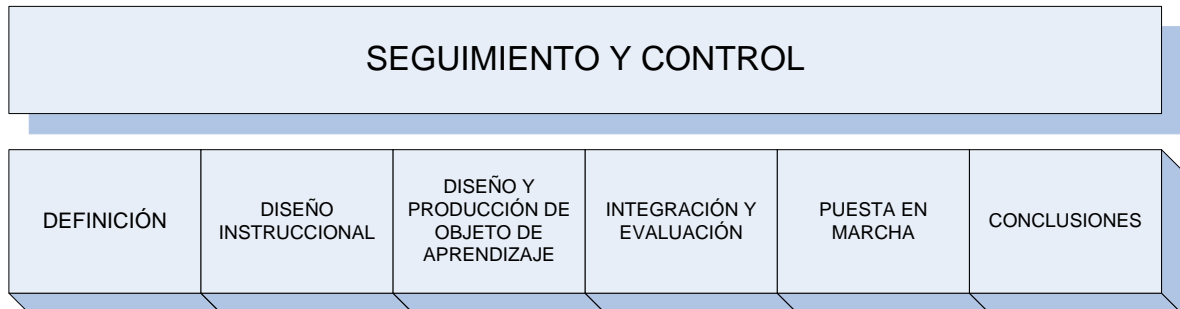 SEGUIMIENTO Y CONTROL
DEFINICIÓN
DISEÑO
INSTRUCCIONAL
DISEÑO Y
PRODUCCIÓN DE
OBJETO DE
APRENDIZAJE
INTEGRACIÓN Y
EVALUACIÓN
PUESTA EN
MARCHA
CONCLUSIONES